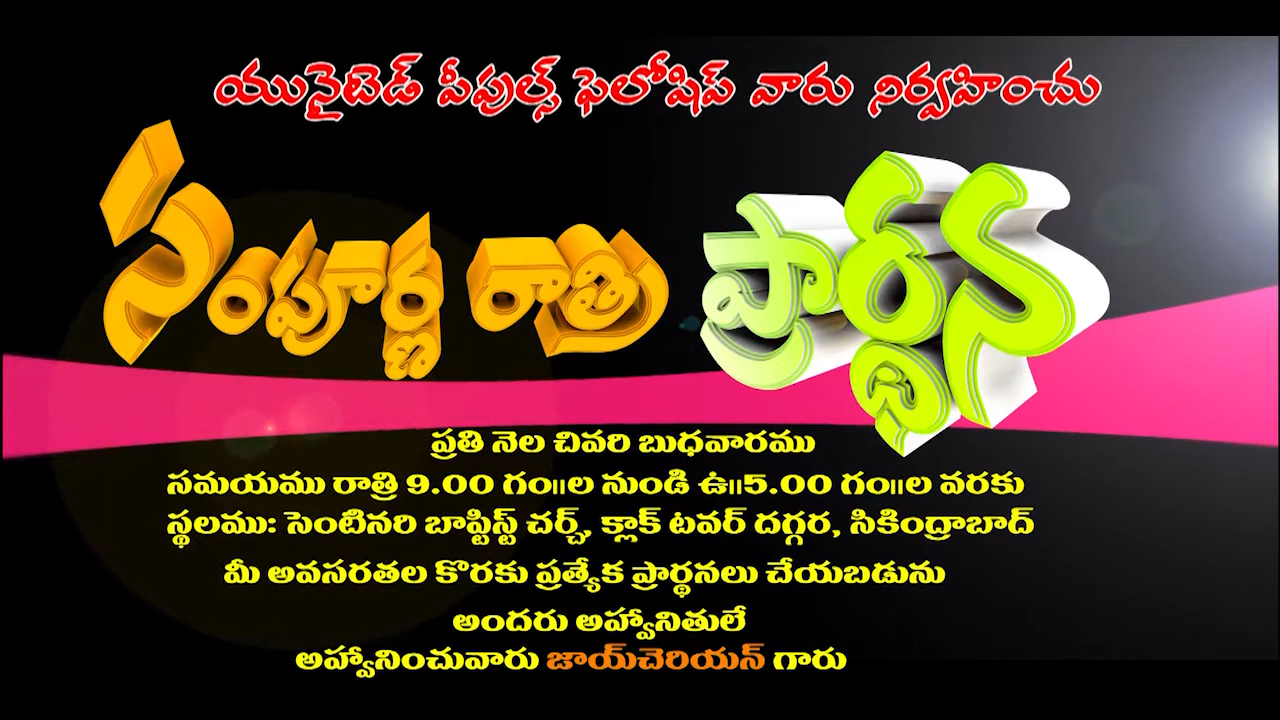 యునైటెడ్ పీపుల్స్ ఫెలోషిప్ వారు నిర్వహించు
సంపూర్ణ రాత్రి ప్రార్ధన
ప్రతి నెల చివరి బుధవారము
సమయము రాత్రి 9.00 గం॥ల నుండి ఉ॥5.00 గం॥ల వరకు
స్థలము: సెంటినరి బాప్టిస్ట్ చర్చ్, క్లాక్ టవర్ దగ్గర, సికింద్రాబాద్
మీ అవసరతల కొరకు ప్రత్యేక ప్రార్థనలు చేయబడును
అందరు అహ్వానితులే
అహ్వానించువారు జాయ్‌చెరియన్ గారు